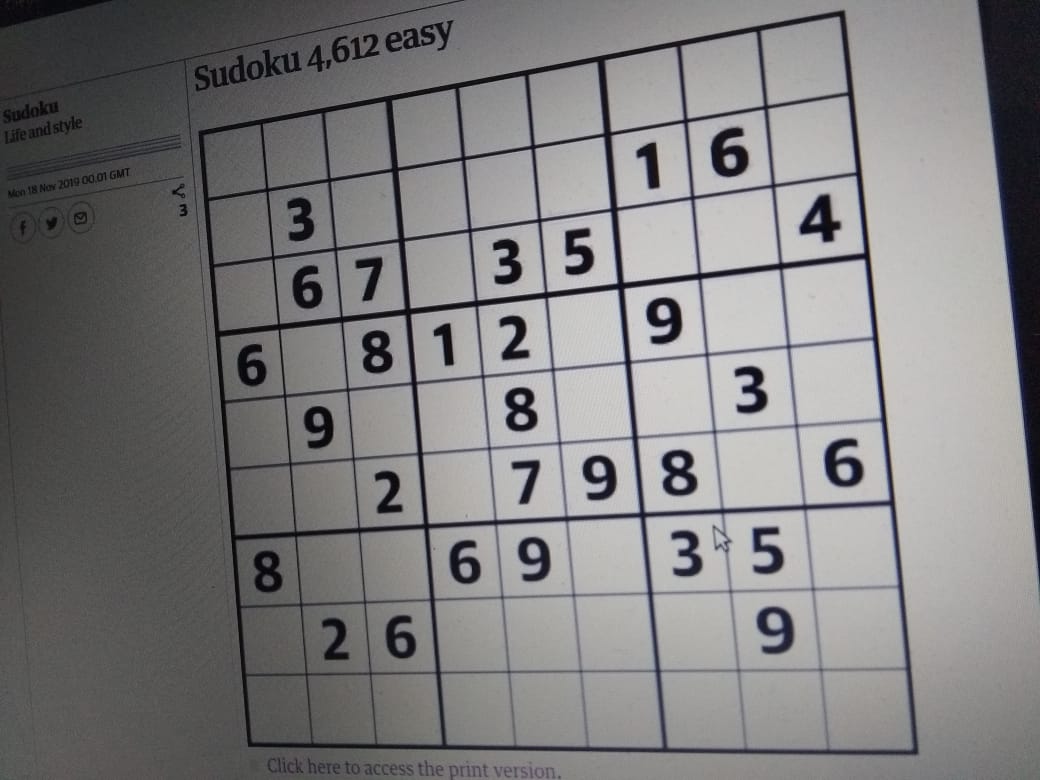 Sudoku 4,612 easy
Sudoku
Life and style
Mon 18 Nov 2019 00.01 GMT
3
1 6
3
4
6 7 3 5
6 8 1 2 9
9 8 3
2 7 9 8 6
8 6 9 3 5
2 6 9
Click here to access the print version.